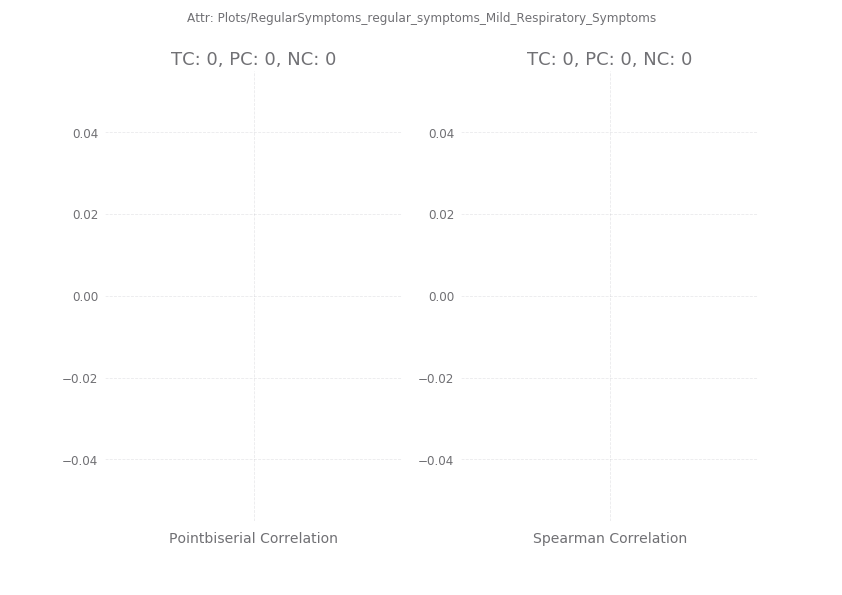 Attr: Plots/RegularSymptoms_regular_symptoms_Mild_Respiratory_Symptoms
TC: 0, PC: 0, NC: 0
0.04
0.02
0.00
−0.02
−0.04
Pointbiserial Correlation
TC: 0, PC: 0, NC: 0
0.04
0.02
0.00
−0.02
−0.04
Spearman Correlation